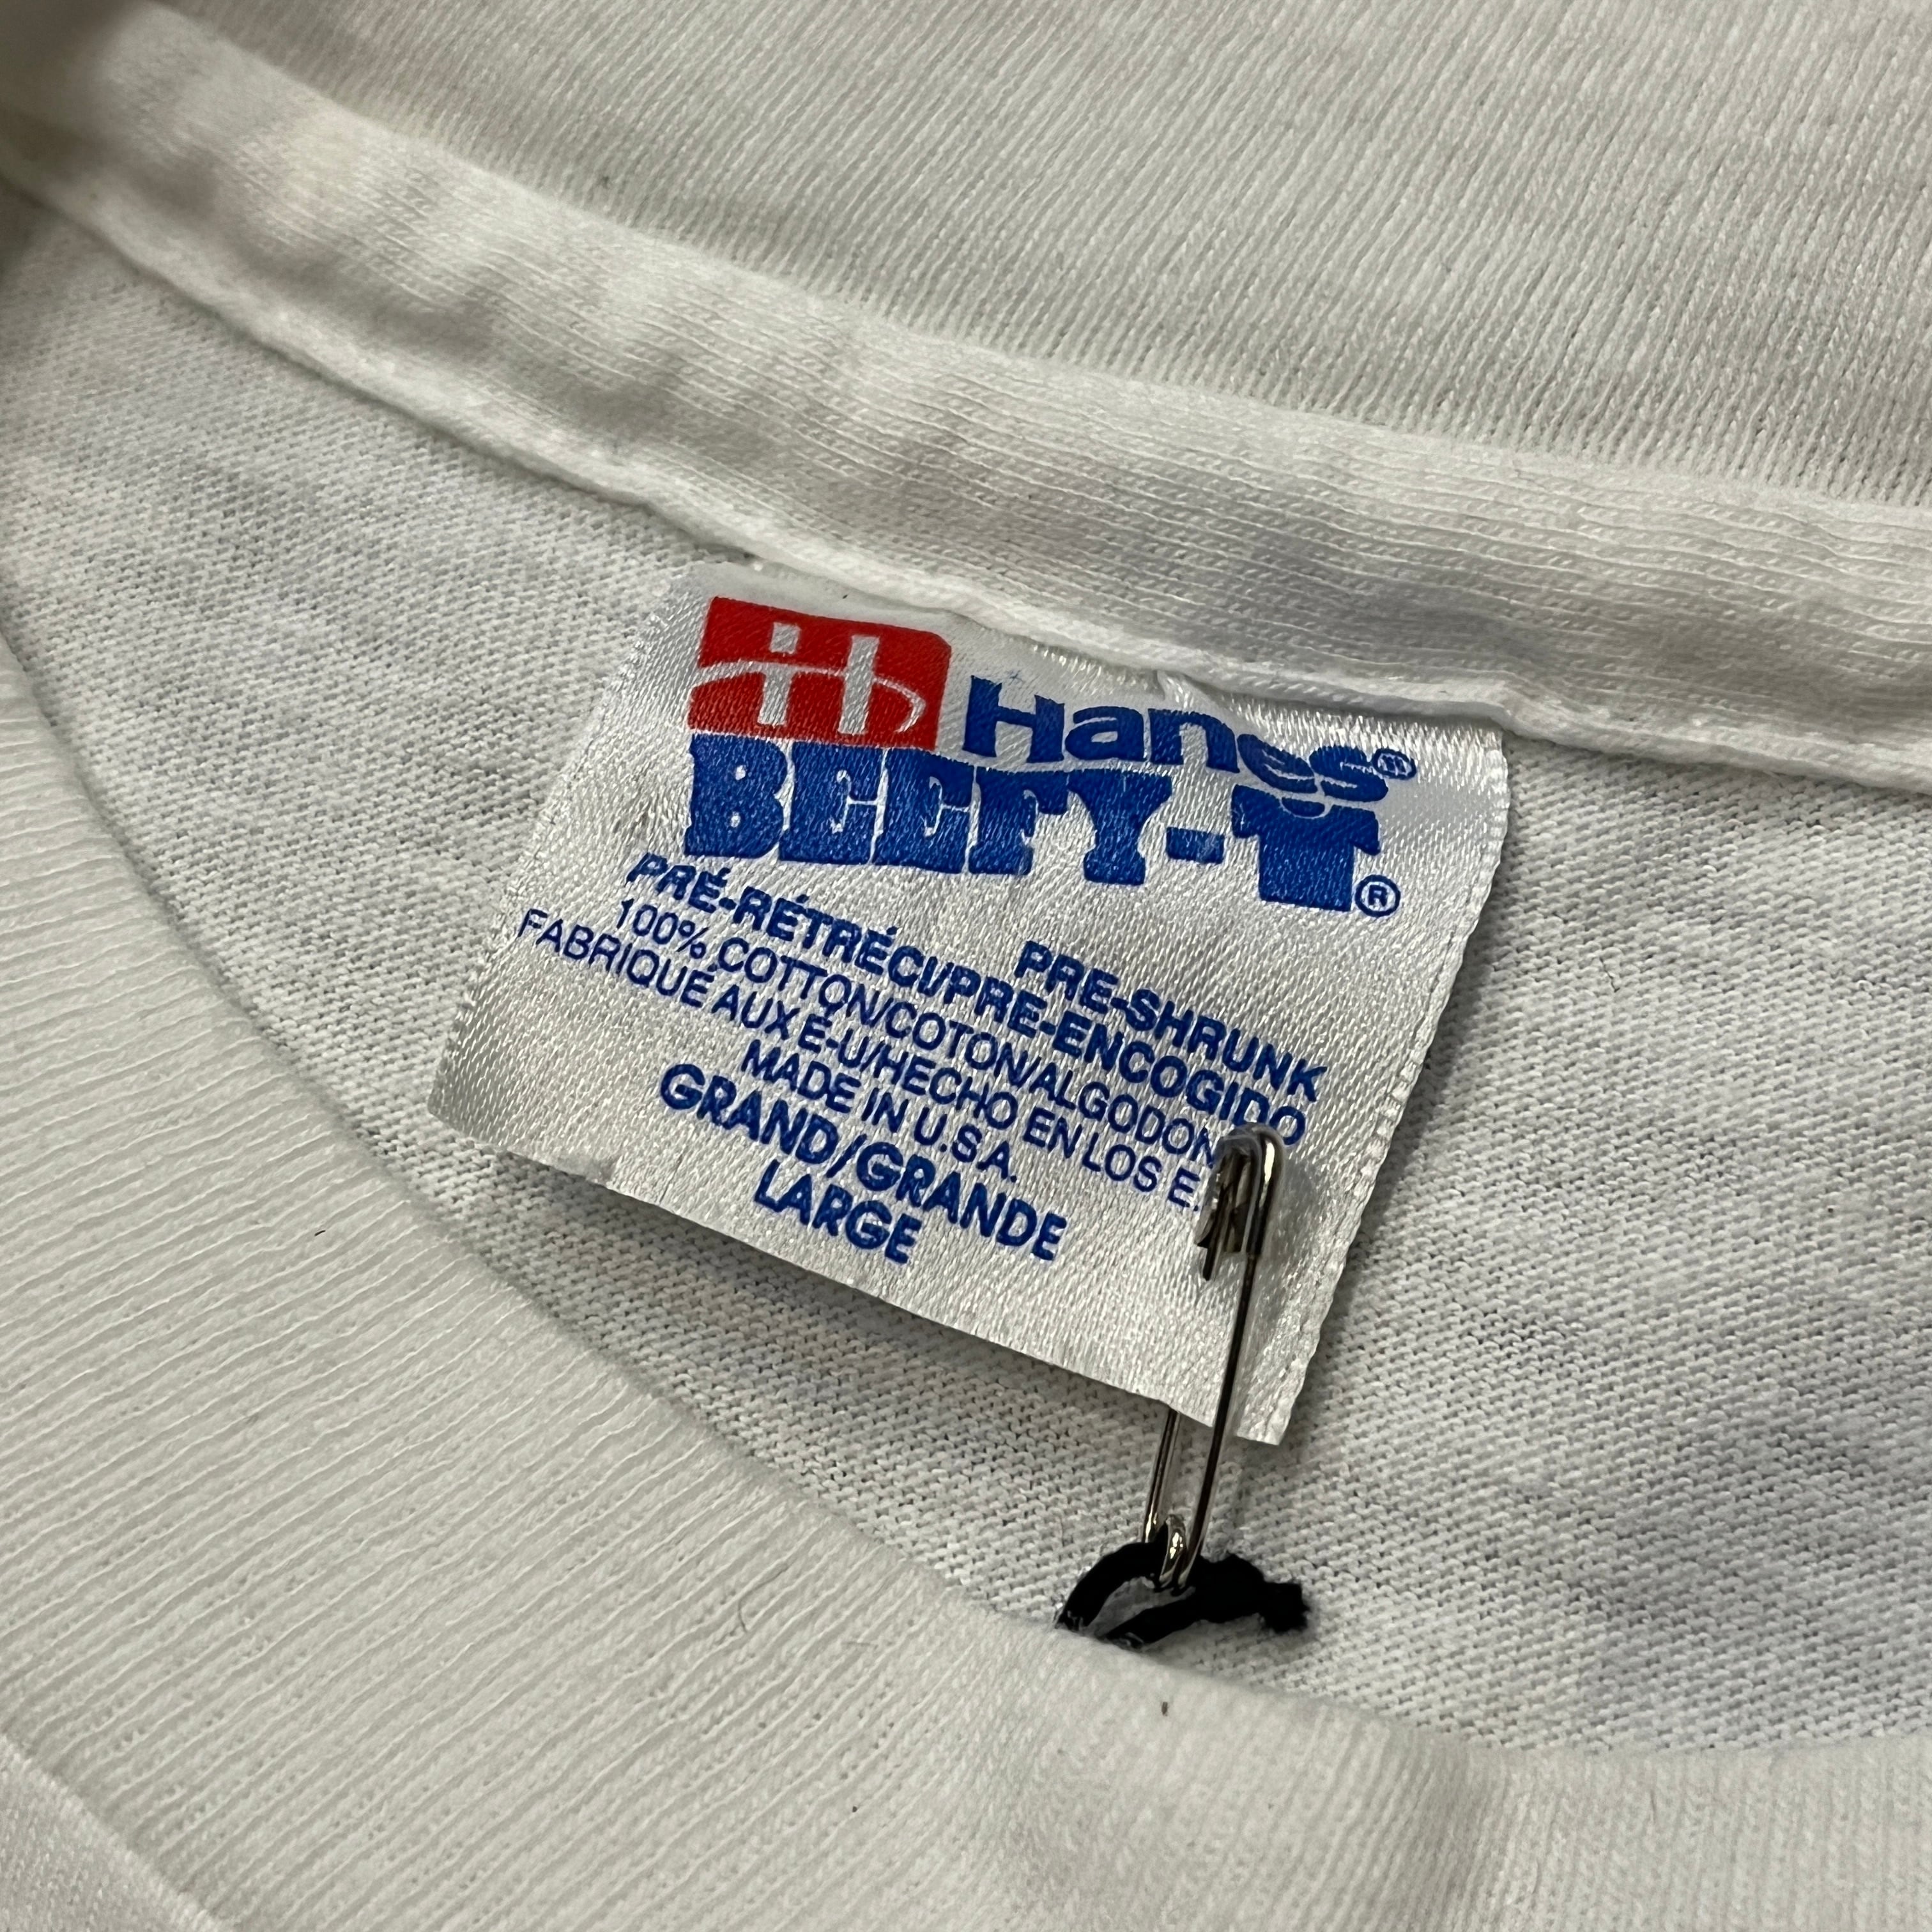 Hanes®
BEEFY-T®
PRE-SHRUNK
PRÉ-RÉTRÉCI/PRE-ENCOGIDO
100% COTTON/COTON/ALGODON
FABRIQUÉ AUX É-U/HECHO EN LOS E.
MADE IN U.S.A.
GRAND/GRANDE
LARGE